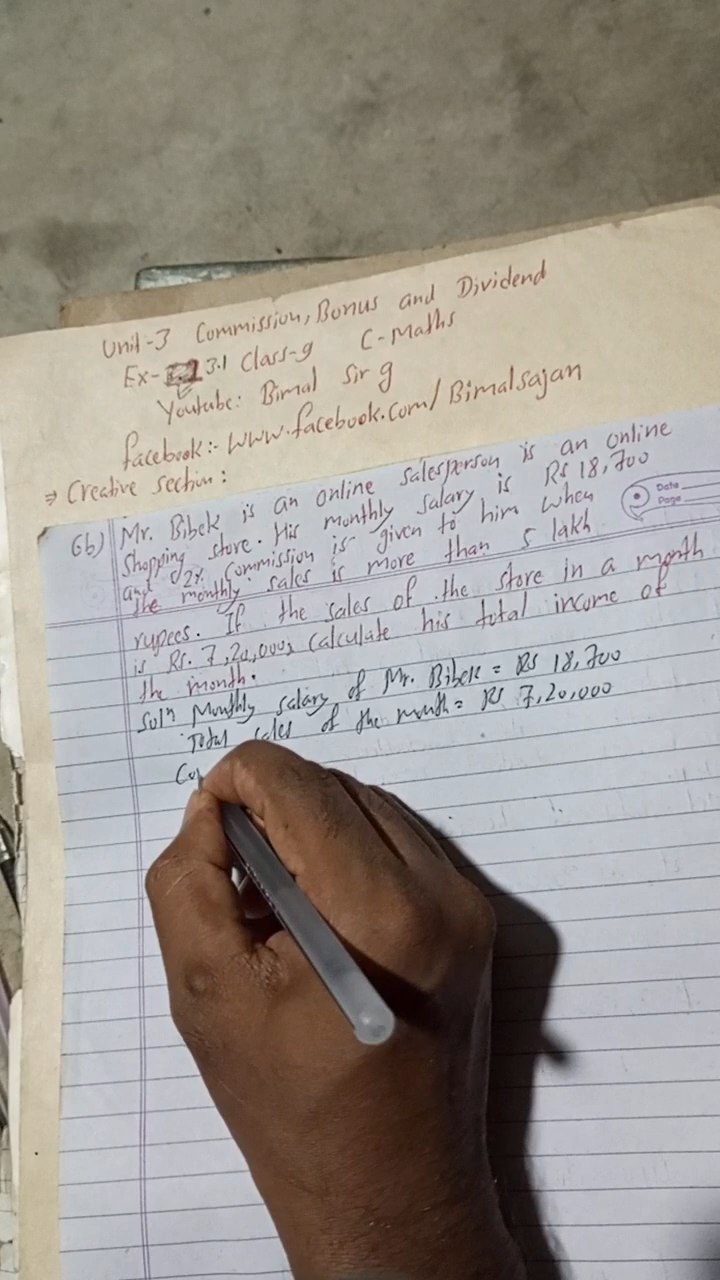 Unit-3 Commission, Bonus and Dividend
Ex- 3.1 Class-9 C-Maths
Youtube: Bimal Sir g
facebook:- www.facebook.com/Bimalsajan
⇒ Creative section:
6b) Mr. Bibek is an online salesperson is an online
shopping store. His monthly salary is Rs 18,700
and 2% commission is given to him when
the monthly sales is more than 5 lakh
Date
Page
rupees. If the sales of the store in a month
is Rs. 7,20,000, Calculate his total income of
the month.
Soln Monthly salary of Mr. Bibek = Rs 18,700
Total sales of the month = Rs 7,20,000
Co